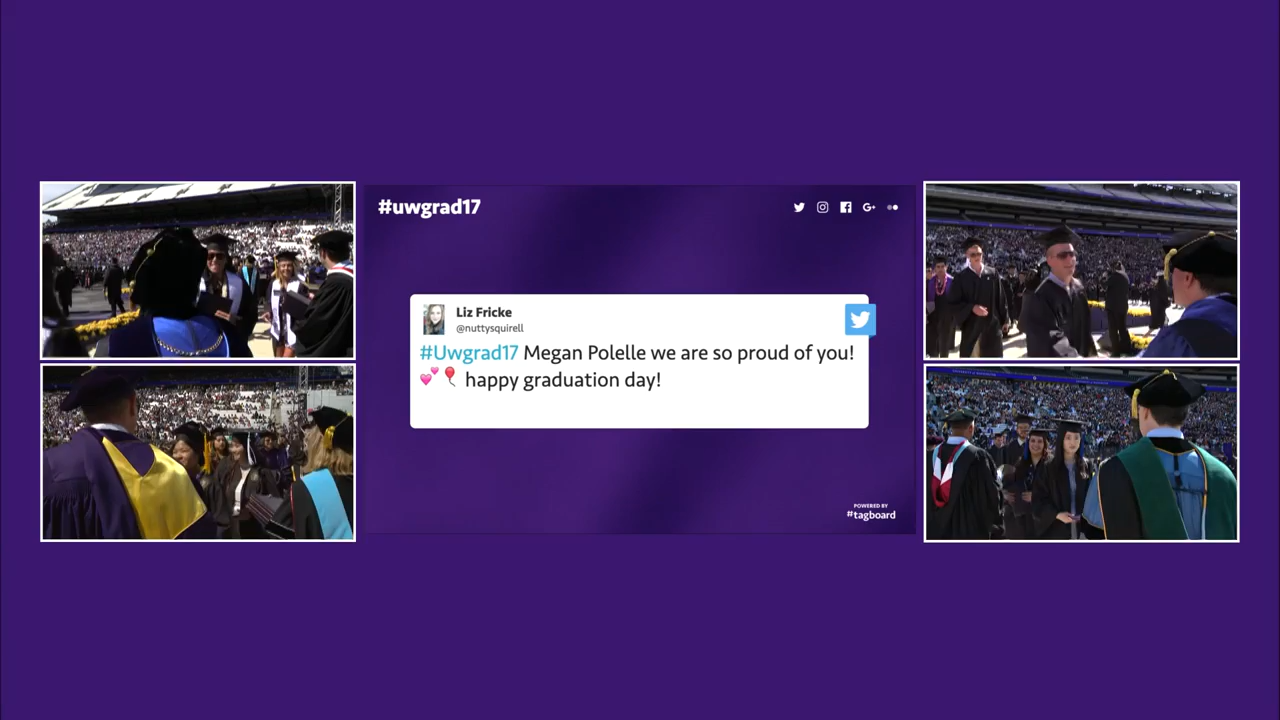 #uwgrad17
Liz Fricke
@nuttysquirell
#Uwgrad17 Megan Polelle we are so proud of you!
💕🎈 happy graduation day!
POWERED BY
#tagboard